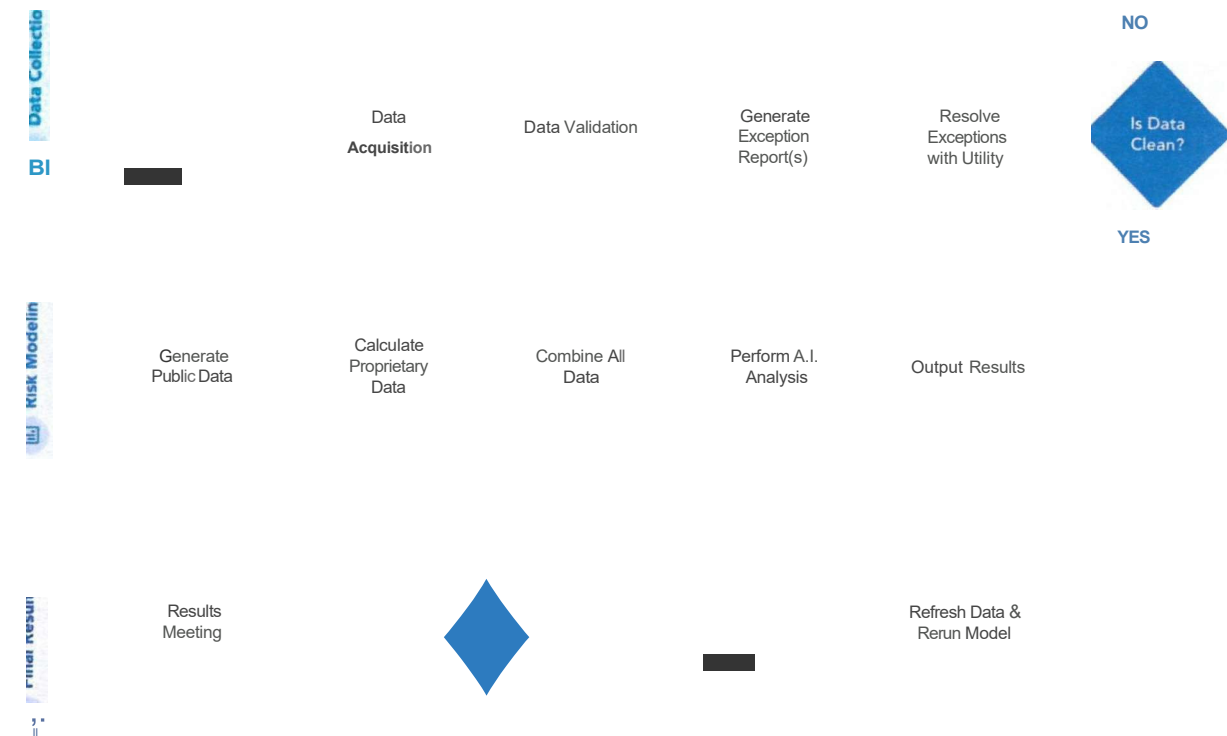 Data Collectio
BI
Data
Acquisition
Data Validation
Generate
Exception
Report(s)
Resolve
Exceptions
with Utility
NO
Is Data
Clean?
YES
Risk Modelin
Generate
Public Data
Calculate
Proprietary
Data
Combine All
Data
Perform A.I.
Analysis
Output Results
Final Resul
Results
Meeting
Refresh Data &
Rerun Model